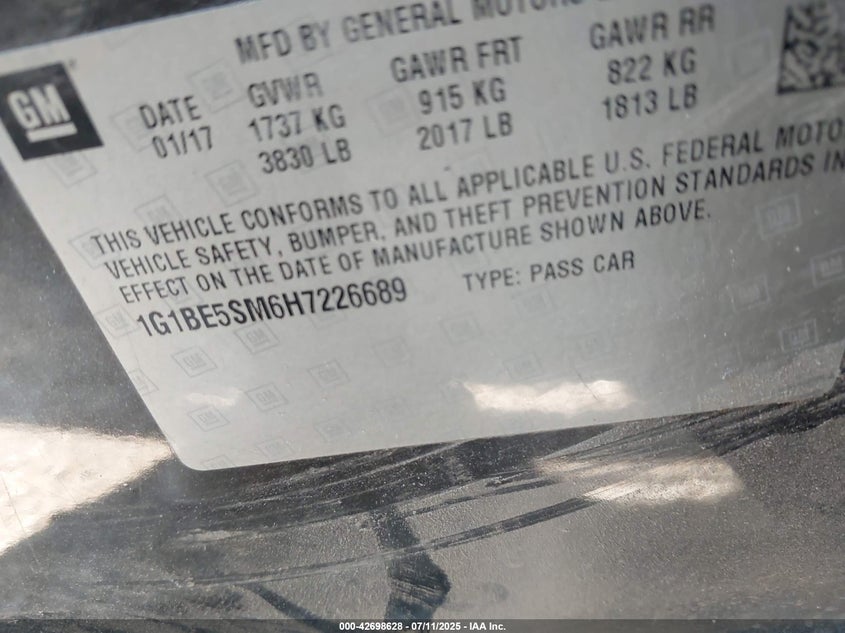 MFD BY GENERAL MOTORS
GM
DATE GVWR GAWR FRT GAWR RR
01/17 1737 KG 915 KG 822 KG
3830 LB 2017 LB 1813 LB
THIS VEHICLE CONFORMS TO ALL APPLICABLE U.S. FEDERAL MOTO
VEHICLE SAFETY, BUMPER, AND THEFT PREVENTION STANDARDS IN
EFFECT ON THE DATE OF MANUFACTURE SHOWN ABOVE.
1G1BE5SM6H7226689 TYPE: PASS CAR
000-42698628 - 07/11/2025 - IAA Inc.